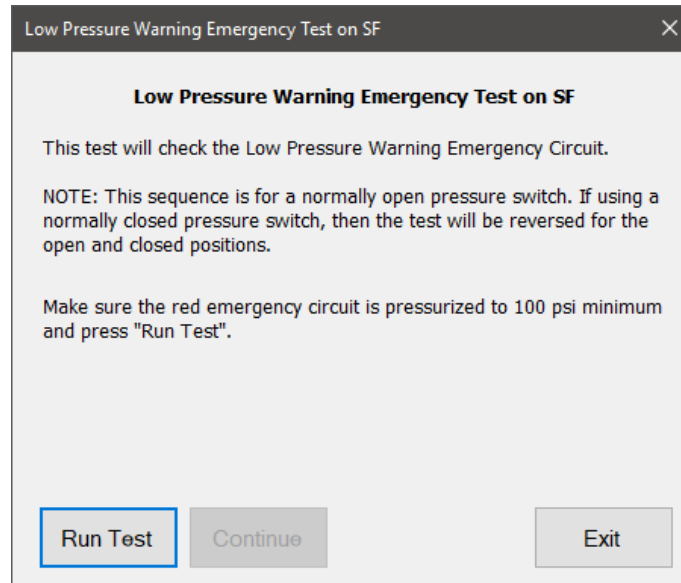 Low Pressure Warning Emergency Test on SF
Low Pressure Warning Emergency Test on SF
This test will check the Low Pressure Warning Emergency Circuit.
NOTE: This sequence is for a normally open pressure switch. If using a
normally closed pressure switch, then the test will be reversed for the
open and closed positions.
Make sure the red emergency circuit is pressurized to 100 psi minimum
and press "Run Test".
Run Test
Continue
Exit